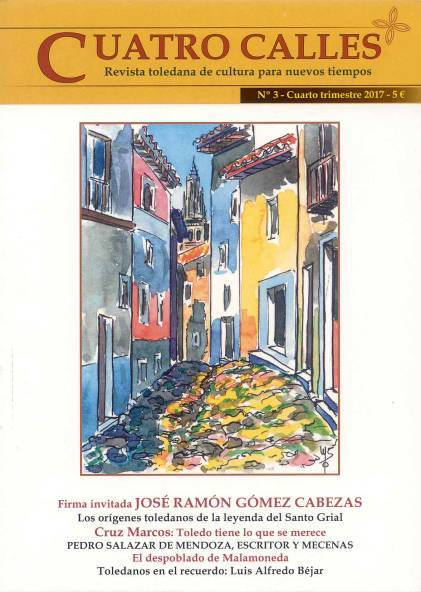 CUATRO CALLES
Revista toledana de cultura para nuevos tiempos
Nº 3 - Cuarto trimestre 2017 - 5 €
Firma invitada JOSÉ RAMÓN GÓMEZ CABEZAS
Los orígenes toledanos de la leyenda del Santo Grial
Cruz Marcos: Toledo tiene lo que se merece
PEDRO SALAZAR DE MENDOZA, ESCRITOR Y MECENAS
El despoblado de Malamoneda
Toledanos en el recuerdo: Luis Alfredo Béjar